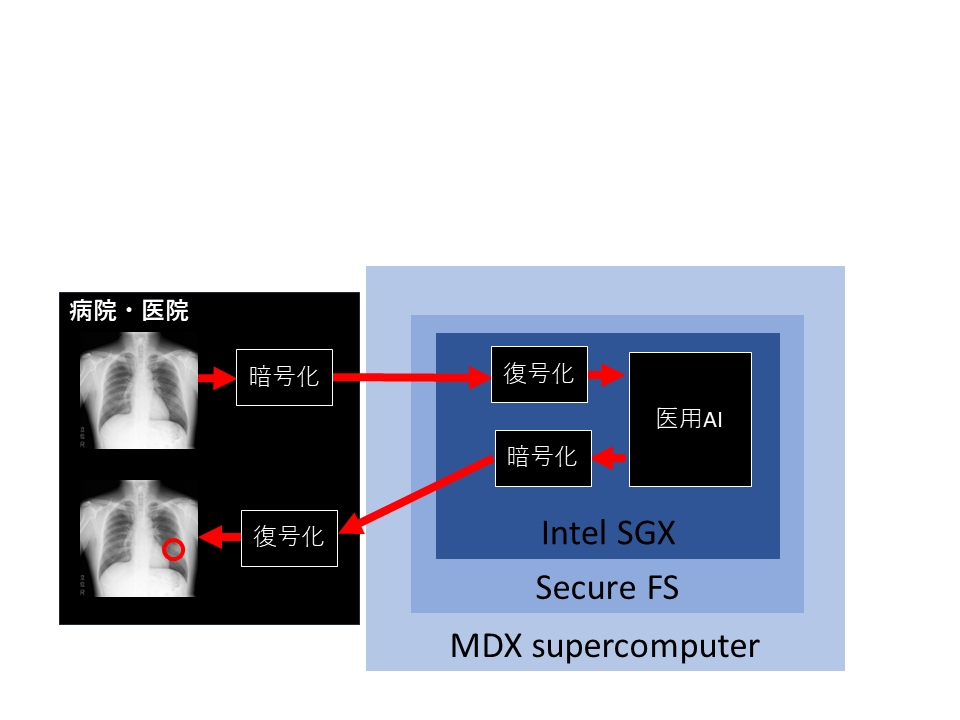 病院・医院
暗号化
復号化
医用AI
暗号化
復号化
Intel SGX
Secure FS
MDX supercomputer